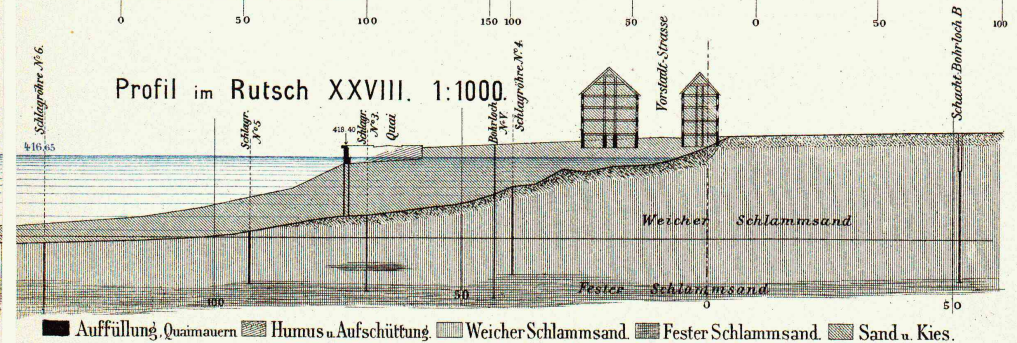 0 50 100 150 100 50 0 50 100
Schlagröhre No 6.
Profil im Rutsch XXVIII. 1:1000.
Schlagr. No 5
418.40
Schlagr. No 3.
Quai
Bohrloch No V.
Schlagröhre No 4.
Vorstadt-Strasse
Schacht-Bohrloch B
416.65
Weicher Schlammsand
Fester Schlammsand
100 50 0 50
Auffüllung, Quaimauern Humus u. Aufschüttung. Weicher Schlammsand. Fester Schlammsand. Sand u. Kies.